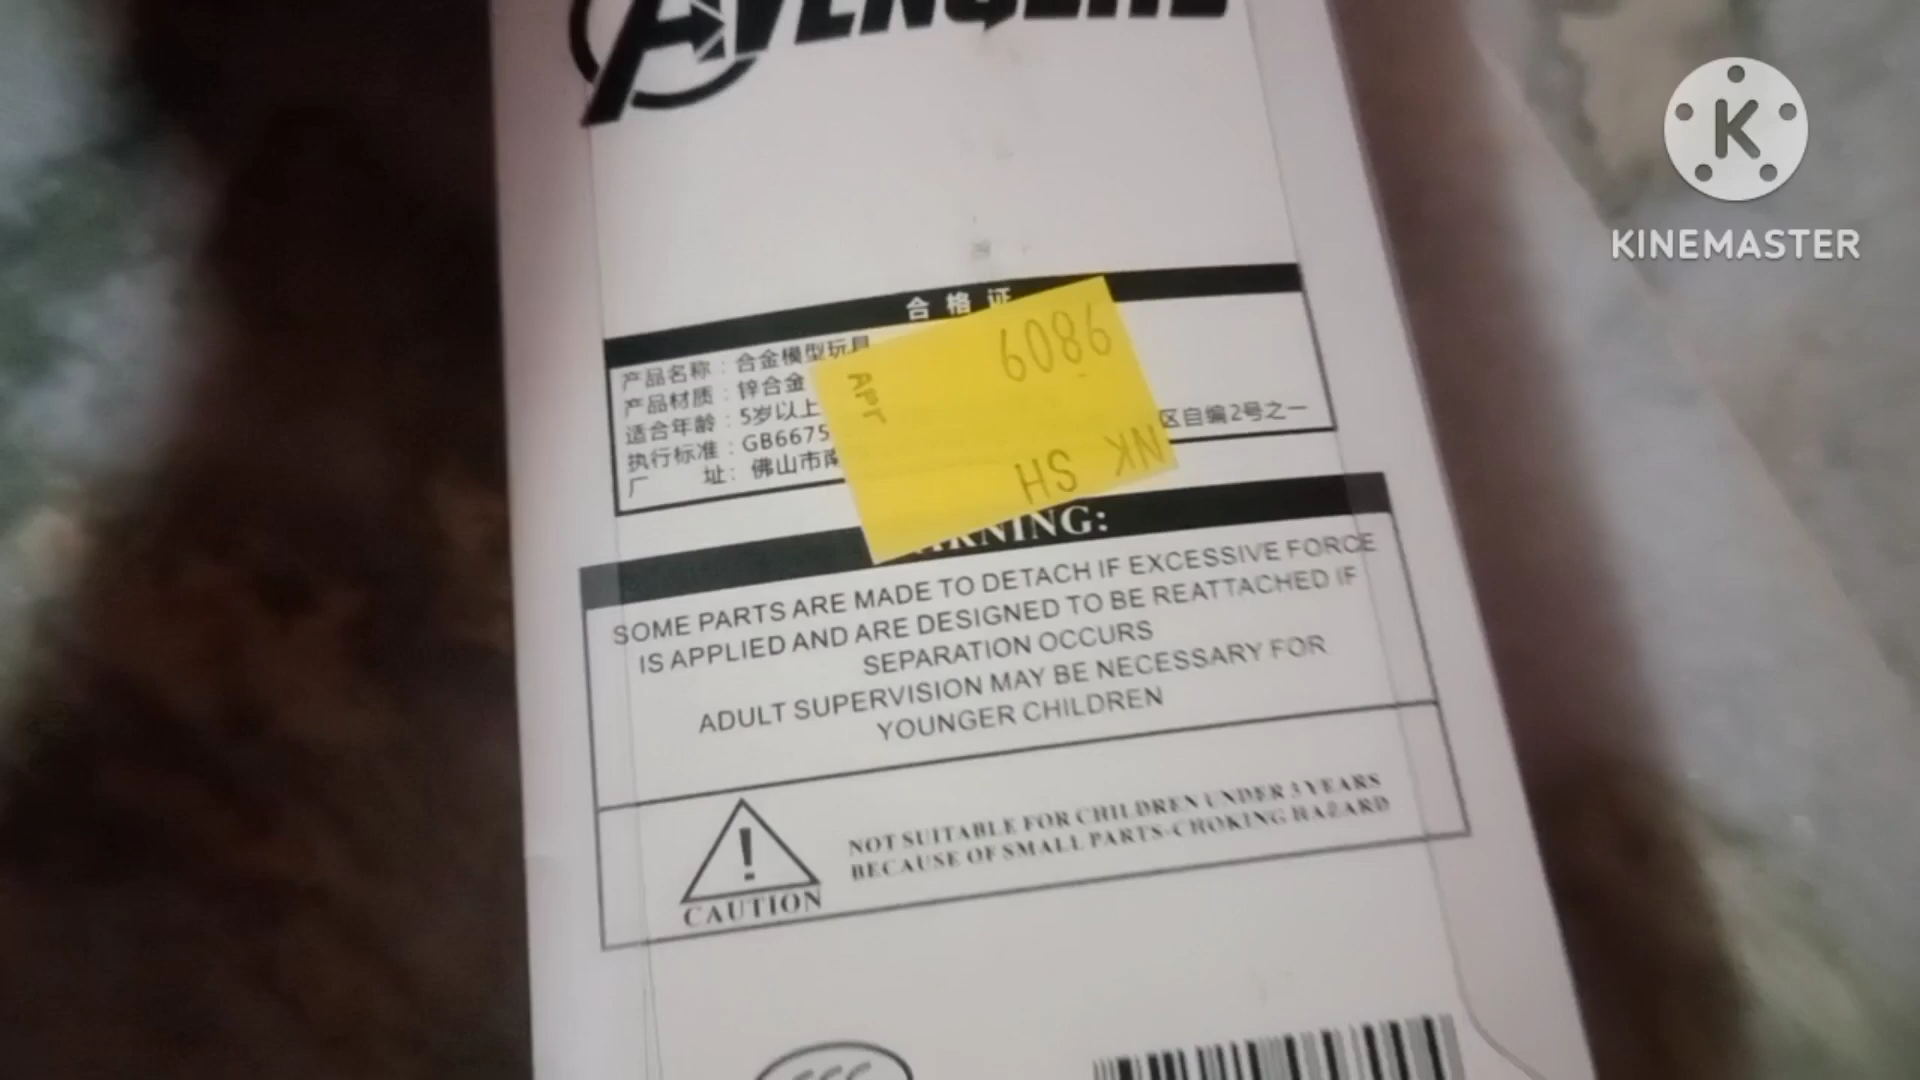 AVENGERS
KINEMASTER
合格证
产品名称：合金模型玩具
产品材质：锌合金
适合年龄：5岁以上
执行标准：GB6675
厂 址：佛山市南
区自编2号之一
6086
APT
SH NK
WARNING:
SOME PARTS ARE MADE TO DETACH IF EXCESSIVE FORCE
IS APPLIED AND ARE DESIGNED TO BE REATTACHED IF
SEPARATION OCCURS
ADULT SUPERVISION MAY BE NECESSARY FOR
YOUNGER CHILDREN
NOT SUITABLE FOR CHILDREN UNDER 3 YEARS
BECAUSE OF SMALL PARTS-CHOKING HAZARD
CAUTION